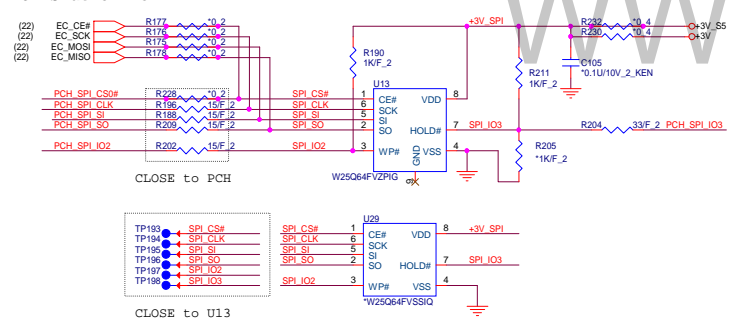 (22) EC_CE# R177 *0_2
(22) EC_SCK R176 *0_2
(22) EC_MOSI R175 *0_2
(22) EC_MISO R178 *0_2
+3V_SPI
R232 *0_4 +3V_S5
R230 *0_4 +3V
R190
1K/F_2
C105
*0.1U/10V_2_KEN
R211
1K/F_2
U13
PCH_SPI_CS0# R228 *0_2 SPI_CS# 1 CE# VDD 8
PCH_SPI_CLK R196 15/F_2 SPI_CLK 6 SCK
PCH_SPI_SI R188 15/F_2 SPI_SI 5 SI
PCH_SPI_SO R209 15/F_2 SPI_SO 2 SO HOLD# 7 SPI_IO3 R204 33/F_2 PCH_SPI_IO3
PCH_SPI_IO2 R202 15/F_2 SPI_IO2 3 WP# GND VSS 4
R205
*1K/F_2
9
W25Q64FVZPIG
CLOSE to PCH
WWW
U29
TP193 SPI_CS# SPI_CS# 1 CE# VDD 8 +3V_SPI
TP194 SPI_CLK SPI_CLK 6 SCK
TP195 SPI_SI SPI_SI 5 SI
TP196 SPI_SO SPI_SO 2 SO HOLD# 7 SPI_IO3
TP197 SPI_IO2
TP198 SPI_IO3 SPI_IO2 3 WP# VSS 4
*W25Q64FVSSIQ
CLOSE to U13